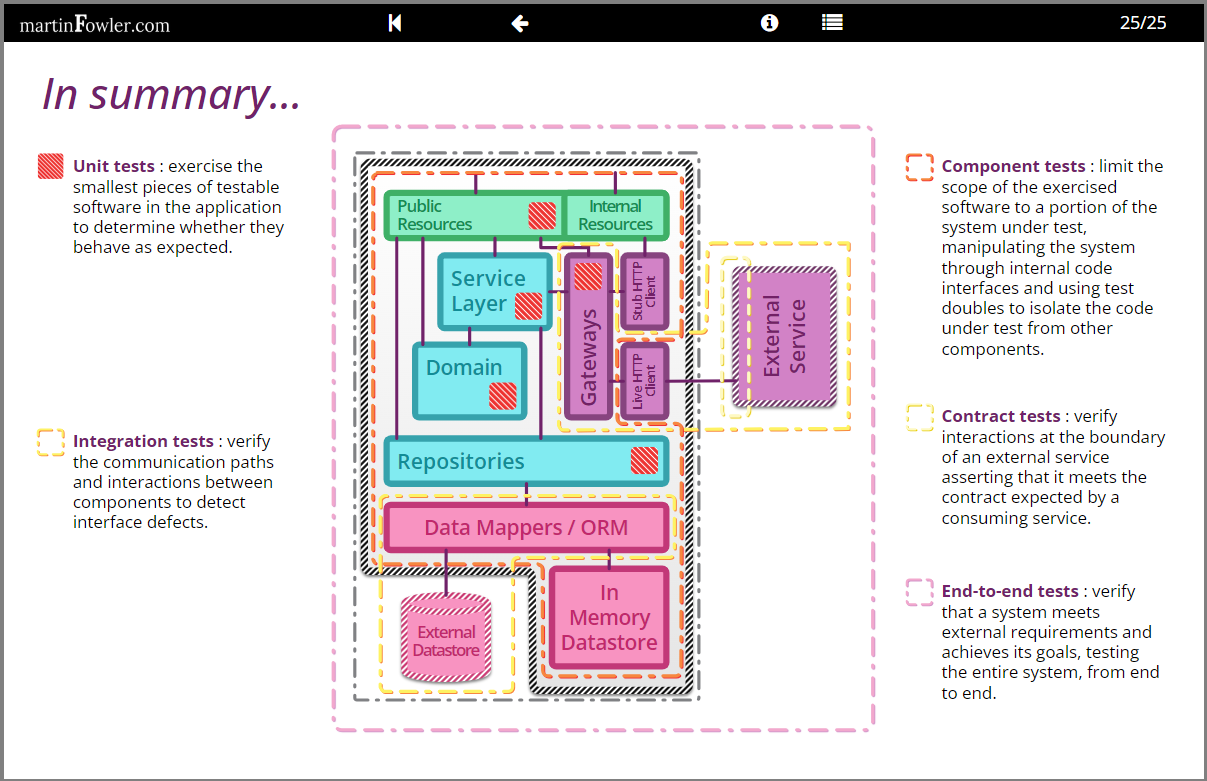 martinFowler.com
25/25
In summary...
Unit tests : exercise the
smallest pieces of testable
software in the application
to determine whether they
behave as expected.
Integration tests : verify
the communication paths
and interactions between
components to detect
interface defects.
Public
Resources
Internal
Resources
Service
Layer
Domain
Gateways
Stub HTTP
Client
Live HTTP
Client
External
Service
Repositories
Data Mappers / ORM
External
Datastore
In
Memory
Datastore
Component tests : limit the
scope of the exercised
software to a portion of the
system under test,
manipulating the system
through internal code
interfaces and using test
doubles to isolate the code
under test from other
components.
Contract tests : verify
interactions at the boundary
of an external service
asserting that it meets the
contract expected by a
consuming service.
End-to-end tests : verify
that a system meets
external requirements and
achieves its goals, testing
the entire system, from end
to end.